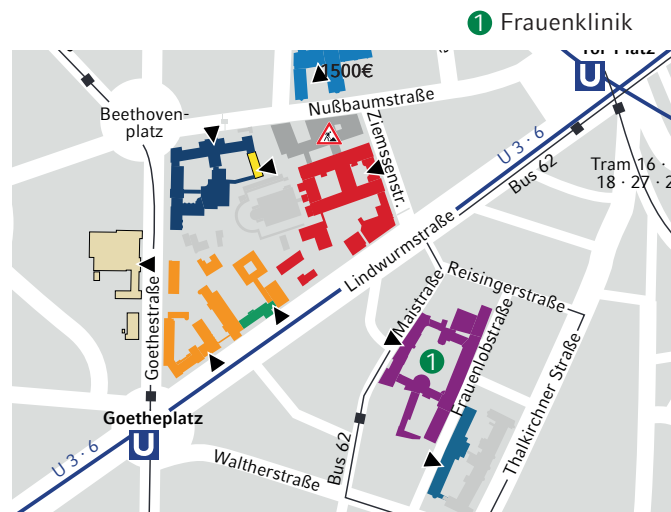 1 Frauenklinik
Tor-Platz
U
1500€
Nußbaumstraße
Beethoven-
platz
Ziemssenstr.
U 3 · 6
Bus 62
Tram 16 ·
18 · 27 ·
Lindwurmstraße
Reisingerstraße
Maistraße
Goethestraße
1
Frauenlobstraße
Thalkirchner Straße
Goetheplatz
U
U 3 · 6
Waltherstraße
Bus 62